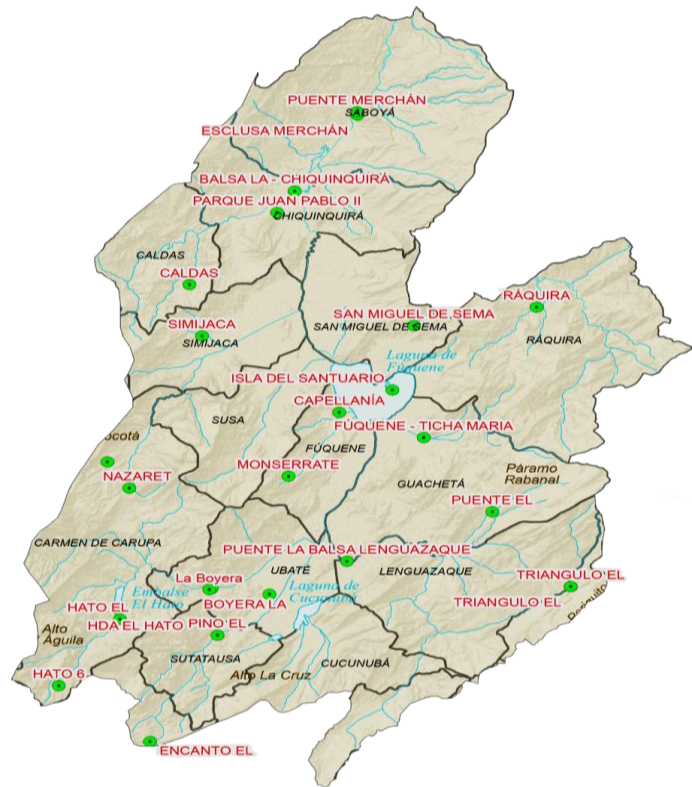 PUENTE MERCHÁN
SABOYÁ
ESCLUSA MERCHÁN
BALSA LA - CHIQUINQUIRÁ
PARQUE JUAN PABLO II
CHIQUINQUIRÁ
CALDAS
CALDAS
RÁQUIRA
SAN MIGUEL DE SEMA
SIMIJACA
SAN MIGUEL DE SEMA
SIMIJACA
RÁQUIRA
Laguna de
Fúquene
ISLA DEL SANTUARIO
CAPELLANÍA
SUSA
FÚQUENE - TICHA MARIA
FÚQUENE
MONSERRATE
NAZARET
Páramo
Rabanal
GUACHETÁ
PUENTE EL
CARMEN DE CARUPA
PUENTE LA BALSA LENGUAZAQUE
UBATÉ
LENGUAZAQUE
La Boyera
TRIANGULO EL
Embalse
El Hato
Laguna de
Cucunubá
BOYERA LA
TRIANGULO EL
HATO EL
HDA EL HATO
PINO EL
Alto
Águila
SUTATAUSA
CUCUNUBÁ
HATO 6
Alto La Cruz
ENCANTO EL